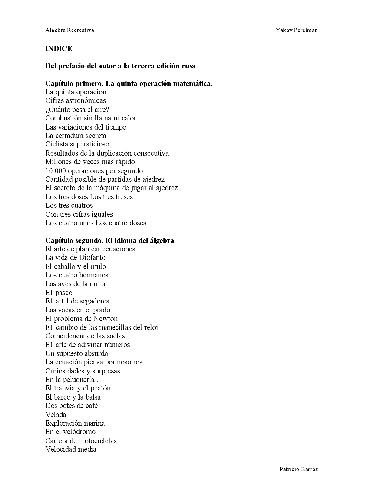 Algebra Recreativa
Yakov Perelman
INDICE
Del prefacio del autor a la tercera edición rusa
Capítulo primero. La quinta operación matemática.
La quinta operación
Cifras astronómicas
¿Cuánto pesa el aire?
Combustión sin llama ni calor
Las variaciones del tiempo
La cerradura secreta
Ciclista supersticioso
Resultados de la duplicación consecutiva
Millones de veces más rápido
10.000 operaciones por segundo
Cantidad posible de partidas de ajedrez
El secreto de la máquina de jugar al ajedrez
Los tres doses
Los tres treses
Los tres cuatros
Con tres cifras iguales
Los cuatro unos
Los cuatro doses
Capítulo segundo. El idioma del álgebra
El arte de plantear ecuaciones
La vida de Diofanto
El caballo y el mulo
Los cuatro hermanos
Las aves de la orilla
El paseo
El artel de segadores
Las vacas en el prado
El problema de Newton
El cambio de las manecillas del reloj
Coincidencia de las saetas
El arte de adivinar números
Un supuesto absurdo
La ecuación piensa por nosotros
Curiosidades y sorpresas
En la peluquería
El tranvía y el peatón
El barco y la balsa
Dos botes de café
Velada
Exploración marina
En el velódromo
Carrera de motocicletas
Velocidad media
Patricio Barros